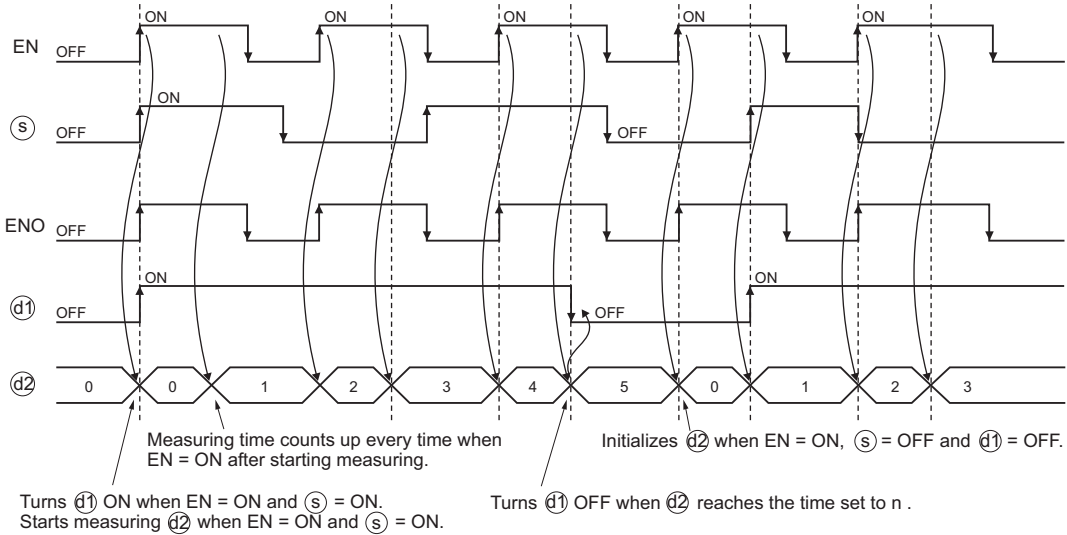 ON ON ON ON ON
EN OFF
ON
s OFF OFF
ENO OFF
ON ON
d1 OFF OFF
d2 0 0 1 2 3 4 5 0 1 2 3
Measuring time counts up every time when
EN = ON after starting measuring.
Initializes d2 when EN = ON, s = OFF and d1 = OFF.
Turns d1 ON when EN = ON and s = ON.
Starts measuring d2 when EN = ON and s = ON.
Turns d1 OFF when d2 reaches the time set to n .